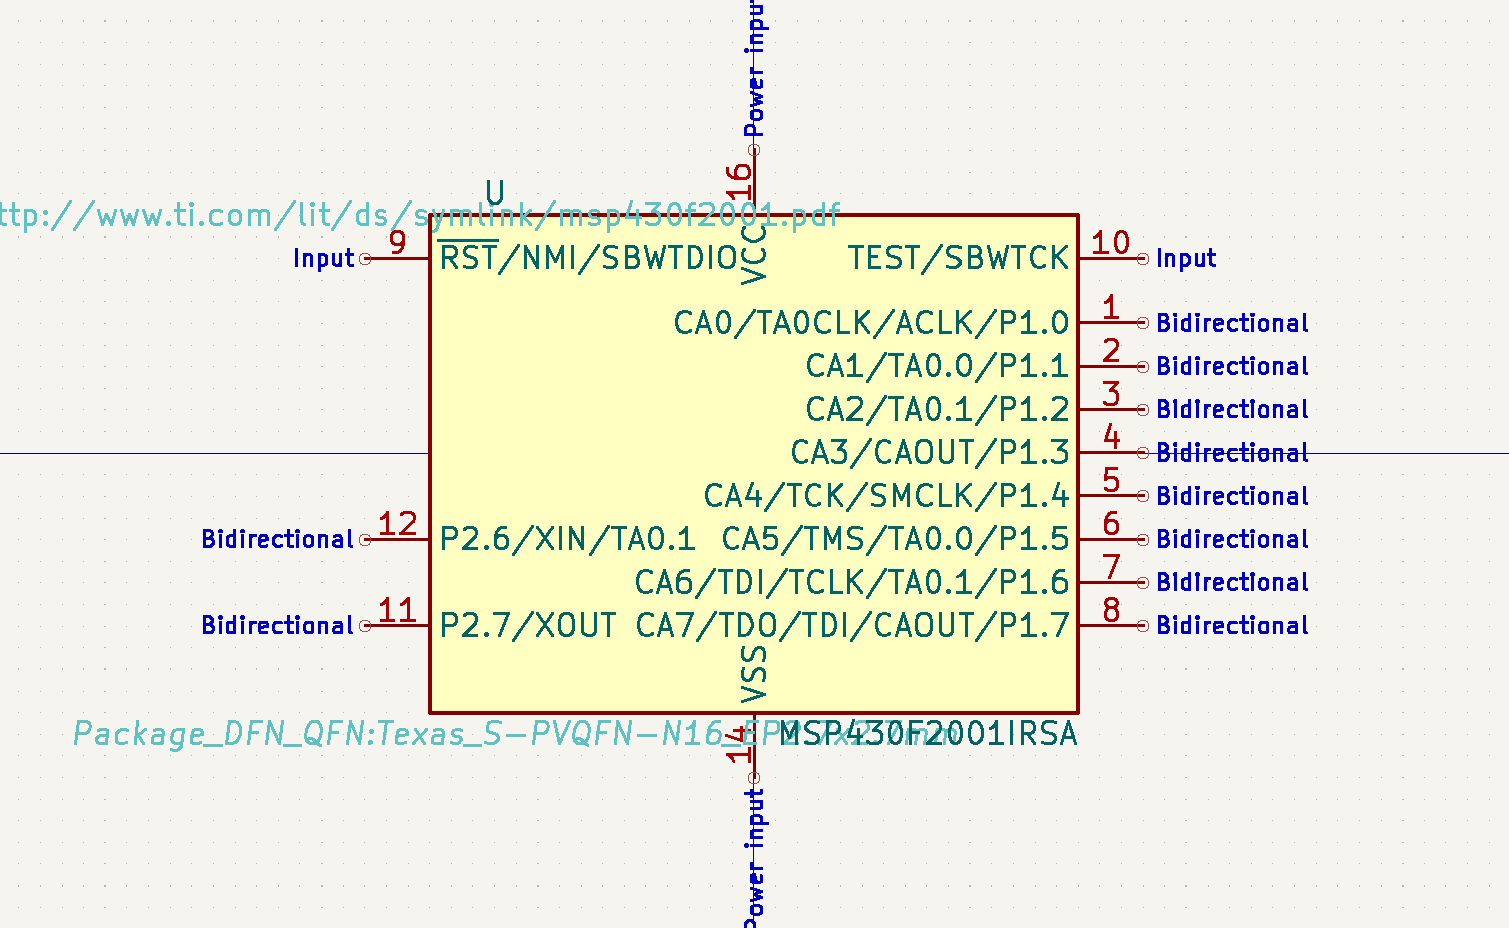 Power input
16
U
ttp://www.ti.com/lit/ds/symlink/msp430f2001.pdf
Input 9 RST/NMI/SBWTDIO VCC TEST/SBWTCK 10 Input
CA0/TA0CLK/ACLK/P1.0 1 Bidirectional
CA1/TA0.0/P1.1 2 Bidirectional
CA2/TA0.1/P1.2 3 Bidirectional
CA3/CAOUT/P1.3 4 Bidirectional
CA4/TCK/SMCLK/P1.4 5 Bidirectional
Bidirectional 12 P2.6/XIN/TA0.1 CA5/TMS/TA0.0/P1.5 6 Bidirectional
CA6/TDI/TCLK/TA0.1/P1.6 7 Bidirectional
Bidirectional 11 P2.7/XOUT CA7/TDO/TDI/CAOUT/P1.7 8 Bidirectional
VSS
Package_DFN_QFN:Texas_S-PVQFN-N16_EP2.7x2.7mm
MSP430F2001IRSA
14
Power input